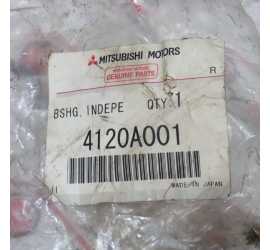 MITSUBISHI MOTORS
GENUINE PARTS
R
BSHG, INDEPE QTY:1
4120A001
MADE IN JAPAN